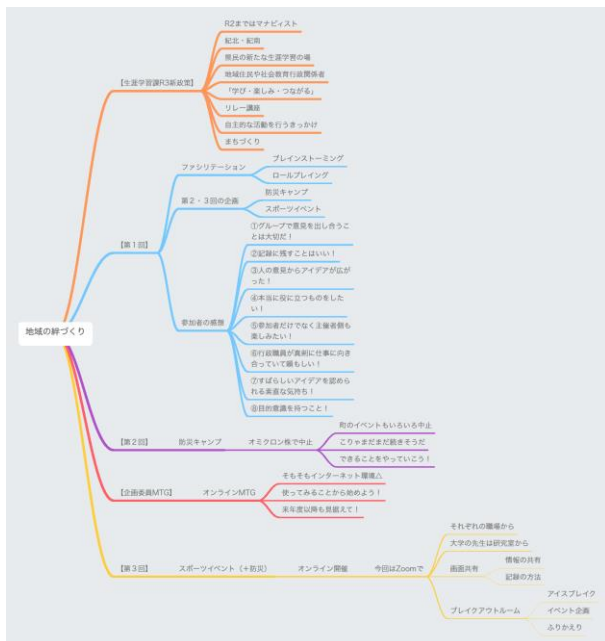 R2まではマナビィスト
紀北・紀南
県民の新たな生涯学習の場
【生涯学習課R3新政策】
地域住民や社会教育行政関係者
「学び・楽しみ・つながる」
リレー講座
自主的な活動を行うきっかけ
まちづくり
ファシリテーション
ブレインストーミング
ロールプレイング
第2・3回の企画
防災キャンプ
スポーツイベント
【第1回】
参加者の感想
①グループで意見を出し合うこ
とは大切だ！
②記録に残すことはいい！
③人の意見からアイデアが広が
った！
④本当に役に立つものをした
い！
⑤参加者だけでなく主催者側も
楽しみたい！
⑥行政職員が真剣に仕事に向き
合っていて頼もしい！
⑦すばらしいアイデアを認めら
れる素直な気持ち！
⑧目的意識を持つこと！
地域の絆づくり
【第2回】
防災キャンプ
オミクロン株で中止
町のイベントもいろいろ中止
こりゃまだまだ続きそうだ
できることをやっていこう！
【企画委員MTG】
オンラインMTG
そもそもインターネット環境△
使ってみることから始めよう！
来年度以降も見据えて！
【第3回】
スポーツイベント（＋防災）
オンライン開催
今回はZoomで
それぞれの職場から
大学の先生は研究室から
画面共有
情報の共有
記録の方法
ブレイクアウトルーム
アイスブレイク
イベント企画
ふりかえり